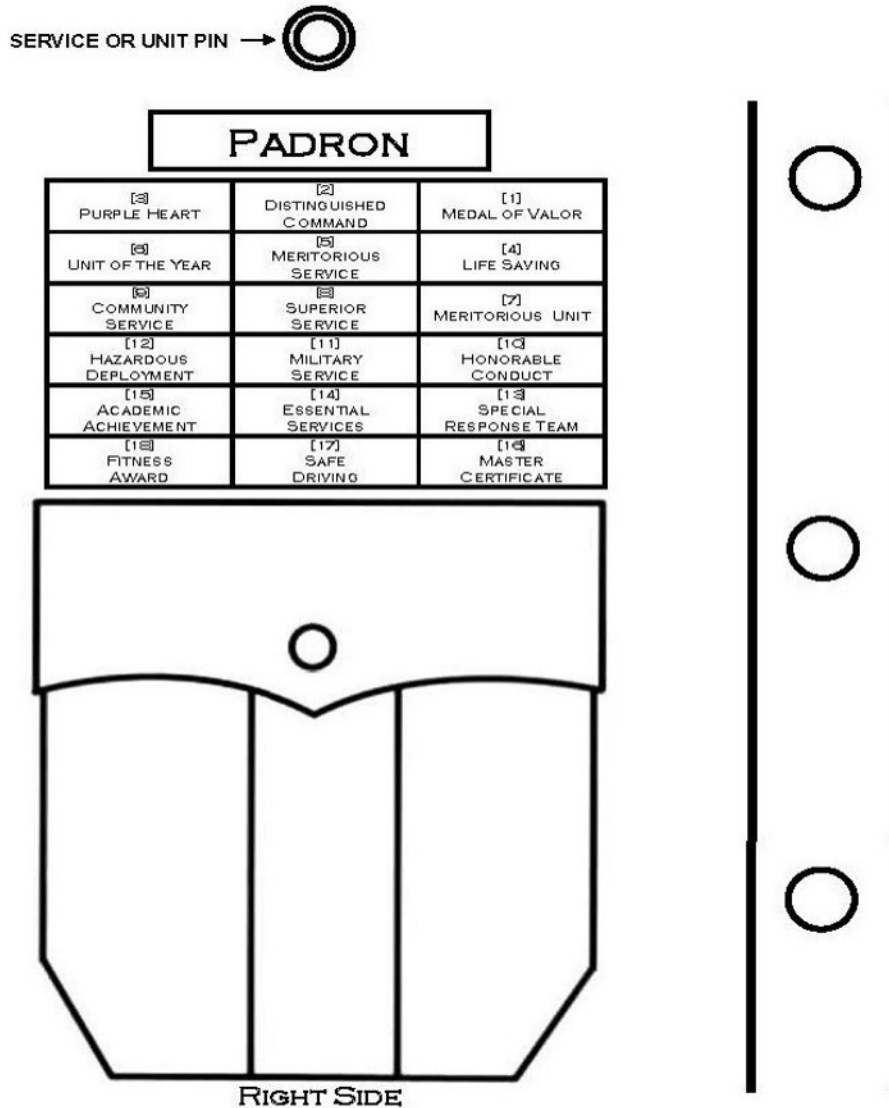 SERVICE OR UNIT PIN
PADRON
[3]
PURPLE HEART
[2]
DISTINGUISHED
COMMAND
[1]
MEDAL OF VALOR
[6]
UNIT OF THE YEAR
[5]
MERITORIOUS
SERVICE
[4]
LIFE SAVING
[9]
COMMUNITY
SERVICE
[8]
SUPERIOR
SERVICE
[7]
MERITORIOUS UNIT
[12]
HAZARDOUS
DEPLOYMENT
[11]
MILITARY
SERVICE
[10]
HONORABLE
CONDUCT
[15]
ACADEMIC
ACHIEVEMENT
[14]
ESSENTIAL
SERVICES
[13]
SPECIAL
RESPONSE TEAM
[18]
FITNESS
AWARD
[17]
SAFE
DRIVING
[16]
MASTER
CERTIFICATE
RIGHT SIDE